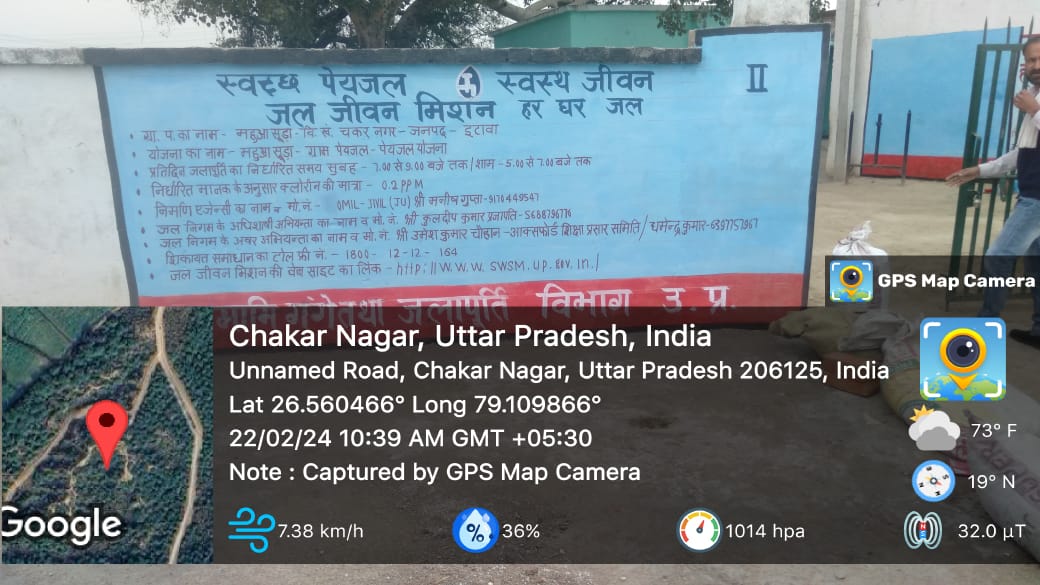 स्वच्छ पेयजल स्वस्थ जीवन II
जल जीवन मिशन हर घर जल
• ग्रा. पं. का नाम - महुआ सूंडा - वि. खं. चकर नगर - जनपद - इटावा
• योजना का नाम - महुआ सूंडा - ग्राम पेयजल - पेयजल योजना
• प्रतिदिन जलापूर्ति का निर्धारित समय सुबह - 7.00 से 9.00 बजे तक / शाम - 5.00 से 7.00 बजे तक
• निर्धारित मानक के अनुसार क्लोरीन की मात्रा - 0.2 PPM
• निर्माण एजेन्सी का नाम व मो. नं. - OMIL-JIVIL (JU) श्री मनीष गुप्ता - 9170449547
• जल निगम के अधिशाषी अभियन्ता का नाम व मो. नं. श्री कुलदीप कुमार प्रजापति -
• जल निगम के अवर अभियन्ता का नाम व मो. नं. श्री उमेश कुमार चौहान - आक्सफोर्ड शिक्षा प्रसार समिति / धर्मेन्द्र कुमार -
• शिकायत समाधान का टोल फ्री नं. - 1800- 12-12- 164
• जल जीवन मिशन की वेब साइट का लिंक - http://W.W.W. SWSM.UP.GOV.in./
नमामि गंगे तथा जलापूर्ति विभाग उ. प्र.
GPS Map Camera
Chakar Nagar, Uttar Pradesh, India
Unnamed Road, Chakar Nagar, Uttar Pradesh 206125, India
Lat 26.560466° Long 79.109866°
22/02/24 10:39 AM GMT +05:30
Note : Captured by GPS Map Camera
73° F
19° N
7.38 km/h
36%
1014 hpa
32.0 µT
Google